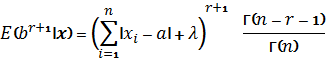 E(b^{r+1}|x) = (∑_{i=1}^{n}|x_i − a| + λ)^{r+1} Γ(n − r − 1)/Γ(n)